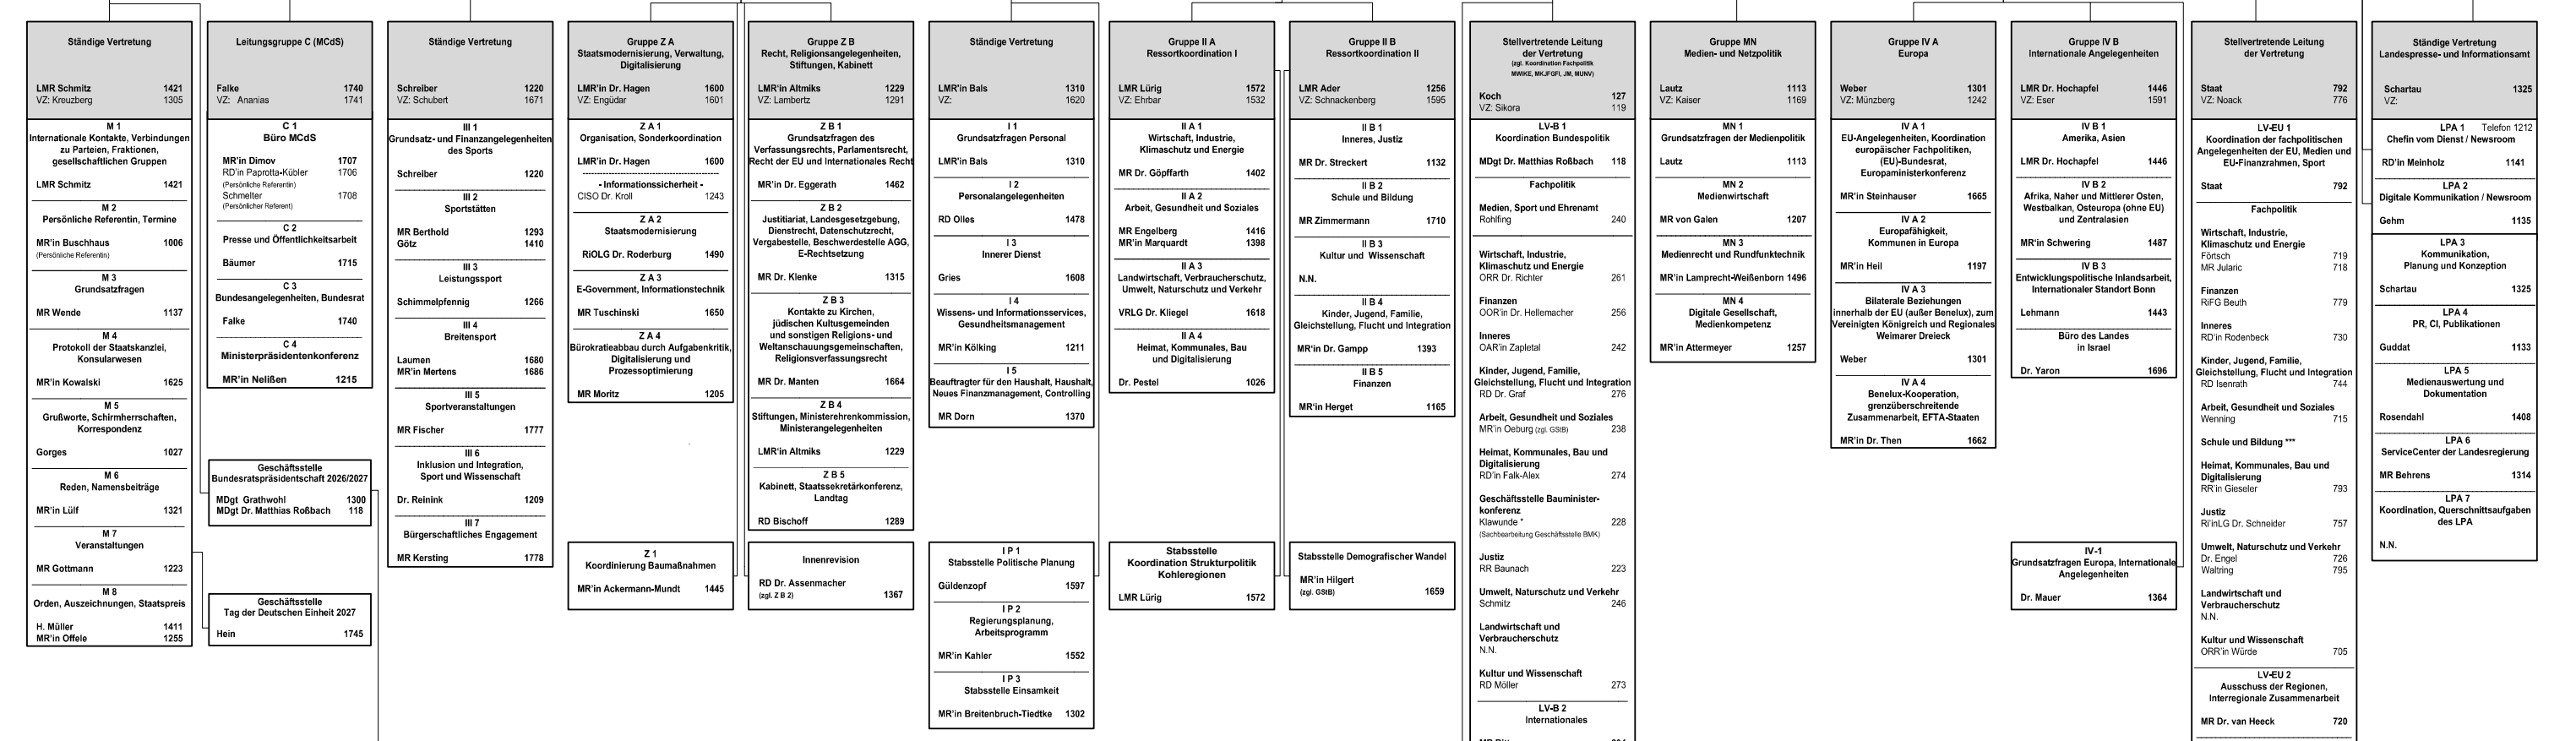 Ständige Vertretung
LMR Schmitz 1421
VZ: Kreuzberg 1305
M 1
Internationale Kontakte, Verbindungen
zu Parteien, Fraktionen,
gesellschaftlichen Gruppen
LMR Schmitz 1421
M 2
Persönliche Referentin, Termine
MR'in Buschhaus 1006
(Persönliche Referentin)
M 3
Grundsatzfragen
MR Wende 1137
M 4
Protokoll der Staatskanzlei,
Konsularwesen
MR'in Kowalski 1625
M 5
Grußworte, Schirmherrschaften,
Korrespondenz
Gorges 1027
M 6
Reden, Namensbeiträge
MR'in Lülf 1321
M 7
Veranstaltungen
MR Gottmann 1223
M 8
Orden, Auszeichnungen, Staatspreis
H. Müller 1411
MR'in Offele 1255
Leitungsgruppe C (MCdS)
Falke 1740
VZ: Ananias 1741
C 1
Büro MCdS
MR'in Dimov 1707
RD'in Paprotta-Kübler 1706
(Persönliche Referentin)
Schmelter 1708
(Persönlicher Referent)
C 2
Presse und Öffentlichkeitsarbeit
Bäumer 1715
C 3
Bundesangelegenheiten, Bundesrat
Falke 1740
C 4
Ministerpräsidentenkonferenz
MR'in Nelißen 1215
Geschäftsstelle
Bundesratspräsidentschaft 2026/2027
MDgt Grathwohl 1300
MDgt Dr. Matthias Roßbach 118
Geschäftsstelle
Tag der Deutschen Einheit 2027
Hein 1745
Ständige Vertretung
Schreiber 1220
VZ: Schubert 1671
III 1
Grundsatz- und Finanzangelegenheiten
des Sports
Schreiber 1220
III 2
Sportstätten
MR Berthold 1293
Götz 1410
III 3
Leistungssport
Schimmelpfennig 1266
III 4
Breitensport
Laumen 1680
MR'in Mertens 1686
III 5
Sportveranstaltungen
MR Fischer 1777
III 6
Inklusion und Integration,
Sport und Wissenschaft
Dr. Reinink 1209
III 7
Bürgerschaftliches Engagement
MR Kersting 1778
Gruppe Z A
Staatsmodernisierung, Verwaltung,
Digitalisierung
LMR'in Dr. Hagen 1600
VZ: Engüdar 1601
Z A 1
Organisation, Sonderkoordination
LMR'in Dr. Hagen 1600
- Informationssicherheit -
CISO Dr. Kroll 1243
Z A 2
Staatsmodernisierung
RiOLG Dr. Roderburg 1490
Z A 3
E-Government, Informationstechnik
MR Tuschinski 1650
Z A 4
Bürokratieabbau durch Aufgabenkritik,
Digitalisierung und
Prozessoptimierung
MR Moritz 1205
Z 1
Koordinierung Baumaßnahmen
MR'in Ackermann-Mundt 1445
Gruppe Z B
Recht, Religionsangelegenheiten,
Stiftungen, Kabinett
LMR'in Altmiks 1229
VZ: Lambertz 1291
Z B 1
Grundsatzfragen des
Verfassungsrechts, Parlamentsrecht,
Recht der EU und Internationales Recht
MR'in Dr. Eggerath 1462
Z B 2
Justitiariat, Landesgesetzgebung,
Dienstrecht, Datenschutzrecht,
Vergabestelle, Beschwerdestelle AGG,
E-Rechtsetzung
MR Dr. Klenke 1315
Z B 3
Kontakte zu Kirchen,
jüdischen Kultusgemeinden
und sonstigen Religions- und
Weltanschauungsgemeinschaften,
Religionsverfassungsrecht
MR Dr. Manten 1664
Z B 4
Stiftungen, Ministerehrenkommission,
Ministerangelegenheiten
LMR'in Altmiks 1229
Z B 5
Kabinett, Staatssekretärkonferenz,
Landtag
RD Bischoff 1289
Innenrevision
RD Dr. Assenmacher 1367
(zgl. Z B 2)
Ständige Vertretung
LMR'in Bals 1310
VZ: 1620
I 1
Grundsatzfragen Personal
LMR'in Bals 1310
I 2
Personalangelegenheiten
RD Olles 1478
I 3
Innerer Dienst
Gries 1608
I 4
Wissens- und Informationsservices,
Gesundheitsmanagement
MR'in Kölking 1211
I 5
Beauftragter für den Haushalt, Haushalt,
Neues Finanzmanagement, Controlling
MR Dorn 1370
I P 1
Stabsstelle Politische Planung
Güldenzopf 1597
I P 2
Regierungsplanung,
Arbeitsprogramm
MR'in Kahler 1552
I P 3
Stabsstelle Einsamkeit
MR'in Breitenbruch-Tiedtke 1302
Gruppe II A
Ressortkoordination I
LMR Lürig 1572
VZ: Ehrbar 1532
II A 1
Wirtschaft, Industrie,
Klimaschutz und Energie
MR Dr. Göpffarth 1402
II A 2
Arbeit, Gesundheit und Soziales
MR Engelberg 1416
MR'in Marquardt 1398
II A 3
Landwirtschaft, Verbraucherschutz,
Umwelt, Naturschutz und Verkehr
VRLG Dr. Kliegel 1618
II A 4
Heimat, Kommunales, Bau
und Digitalisierung
Dr. Pestel 1026
Stabsstelle
Koordination Strukturpolitik
Kohleregionen
LMR Lürig 1572
Gruppe II B
Ressortkoordination II
LMR Ader 1256
VZ: Schnackenberg 1595
II B 1
Inneres, Justiz
MR Dr. Streckert 1132
II B 2
Schule und Bildung
MR Zimmermann 1710
II B 3
Kultur und Wissenschaft
N.N.
II B 4
Kinder, Jugend, Familie,
Gleichstellung, Flucht und Integration
MR'in Dr. Gampp 1393
II B 5
Finanzen
MR'in Herget 1165
Stabsstelle Demografischer Wandel
MR'in Hilgert
(zgl. GStB) 1659
Stellvertretende Leitung
der Vertretung
(zgl. Koordination Fachpolitik
MWIKE, MKJFGFI, JM, MUNV)
Koch 127
VZ: Sikora 119
LV-B 1
Koordination Bundespolitik
MDgt Dr. Matthias Roßbach 118
Fachpolitik
Medien, Sport und Ehrenamt
Rohlfing 240
Wirtschaft, Industrie,
Klimaschutz und Energie
ORR Dr. Richter 261
Finanzen
OOR'in Dr. Hellemacher 256
Inneres
OAR'in Zapletal 242
Kinder, Jugend, Familie,
Gleichstellung, Flucht und Integration
RD Dr. Graf 276
Arbeit, Gesundheit und Soziales
MR'in Oeburg (zgl. GStB) 238
Heimat, Kommunales, Bau und
Digitalisierung
RD'in Falk-Alex 274
Geschäftsstelle Bauminister-
konferenz
Klawunde * 228
(Sachbearbeitung Geschäftsstelle BMK)
Justiz
RR Baunach 223
Umwelt, Naturschutz und Verkehr
Schmitz 246
Landwirtschaft und
Verbraucherschutz
N.N.
Kultur und Wissenschaft
RD Möller 273
LV-B 2
Internationales
Gruppe MN
Medien- und Netzpolitik
Lautz 1113
VZ: Kaiser 1169
MN 1
Grundsatzfragen der Medienpolitik
Lautz 1113
MN 2
Medienwirtschaft
MR von Galen 1207
MN 3
Medienrecht und Rundfunktechnik
MR'in Lamprecht-Weißenborn 1496
MN 4
Digitale Gesellschaft,
Medienkompetenz
MR'in Attermeyer 1257
Gruppe IV A
Europa
Weber 1301
VZ: Münzberg 1242
IV A 1
EU-Angelegenheiten, Koordination
europäischer Fachpolitiken,
(EU)-Bundesrat,
Europaministerkonferenz
MR'in Steinhauser 1665
IV A 2
Europafähigkeit,
Kommunen in Europa
MR'in Heil 1197
IV A 3
Bilaterale Beziehungen
innerhalb der EU (außer Benelux), zum
Vereinigten Königreich und Regionales
Weimarer Dreieck
Weber 1301
IV A 4
Benelux-Kooperation,
grenzüberschreitende
Zusammenarbeit, EFTA-Staaten
MR'in Dr. Then 1662
Gruppe IV B
Internationale Angelegenheiten
LMR Dr. Hochapfel 1446
VZ: Eser 1591
IV B 1
Amerika, Asien
LMR Dr. Hochapfel 1446
IV B 2
Afrika, Naher und Mittlerer Osten,
Westbalkan, Osteuropa (ohne EU)
und Zentralasien
MR'in Schwering 1487
IV B 3
Entwicklungspolitische Inlandsarbeit,
Internationaler Standort Bonn
Lehmann 1443
Büro des Landes
in Israel
Dr. Yaron 1696
IV-1
Grundsatzfragen Europa, Internationale
Angelegenheiten
Dr. Mauer 1364
Stellvertretende Leitung
der Vertretung
Staat 792
VZ: Noack 776
LV-EU 1
Koordination der fachpolitischen
Angelegenheiten der EU, Medien und
EU-Finanzrahmen, Sport
Staat 792
Fachpolitik
Wirtschaft, Industrie,
Klimaschutz und Energie
Förtsch 719
MR Jularic 718
Finanzen
RiFG Beuth 779
Inneres
RD'in Rodenbeck 730
Kinder, Jugend, Familie,
Gleichstellung, Flucht und Integration
RD Isenrath 744
Arbeit, Gesundheit und Soziales
Wenning 715
Schule und Bildung ***
Heimat, Kommunales, Bau und
Digitalisierung
RR'in Gieseler 793
Justiz
Ri'inLG Dr. Schneider 757
Umwelt, Naturschutz und Verkehr
Dr. Engel 726
Waltring 795
Landwirtschaft und
Verbraucherschutz
N.N.
Kultur und Wissenschaft
ORR'in Würde 705
LV-EU 2
Ausschuss der Regionen,
Interregionale Zusammenarbeit
MR Dr. van Heeck 720
Ständige Vertretung
Landespresse- und Informationsamt
Schartau 1325
VZ:
LPA 1 Telefon 1212
Chefin vom Dienst / Newsroom
RD'in Meinholz 1141
LPA 2
Digitale Kommunikation / Newsroom
Gehm 1135
LPA 3
Kommunikation,
Planung und Konzeption
Schartau 1325
LPA 4
PR, CI, Publikationen
Guddat 1133
LPA 5
Medienauswertung und
Dokumentation
Rosendahl 1408
LPA 6
ServiceCenter der Landesregierung
MR Behrens 1314
LPA 7
Koordination, Querschnittsaufgaben
des LPA
N.N.